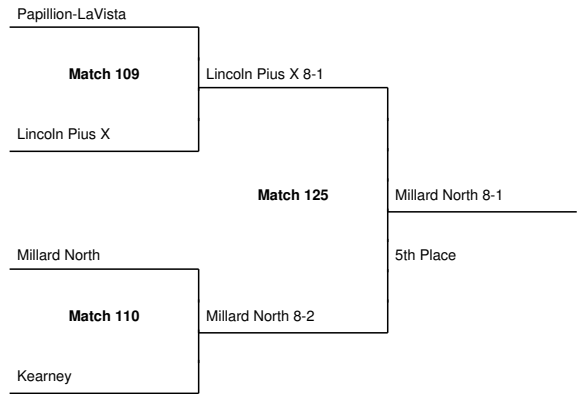 Papillion-LaVista
Match 109
Lincoln Pius X 8-1
Lincoln Pius X
Match 125
Millard North 8-1
Millard North
5th Place
Match 110
Millard North 8-2
Kearney